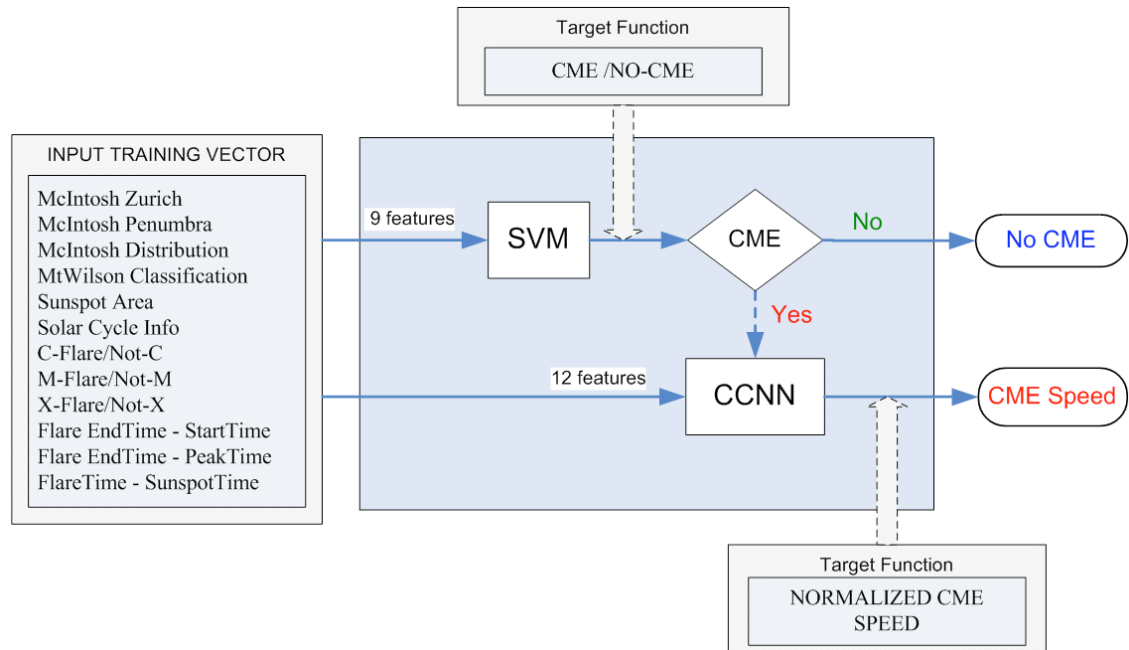 Target Function
CME /NO-CME
INPUT TRAINING VECTOR
McIntosh Zurich
McIntosh Penumbra
McIntosh Distribution
MtWilson Classification
Sunspot Area
Solar Cycle Info
C-Flare/Not-C
M-Flare/Not-M
X-Flare/Not-X
Flare EndTime - StartTime
Flare EndTime - PeakTime
FlareTime - SunspotTime
9 features
SVM
CME
No
No CME
Yes
12 features
CCNN
CME Speed
Target Function
NORMALIZED CME
SPEED